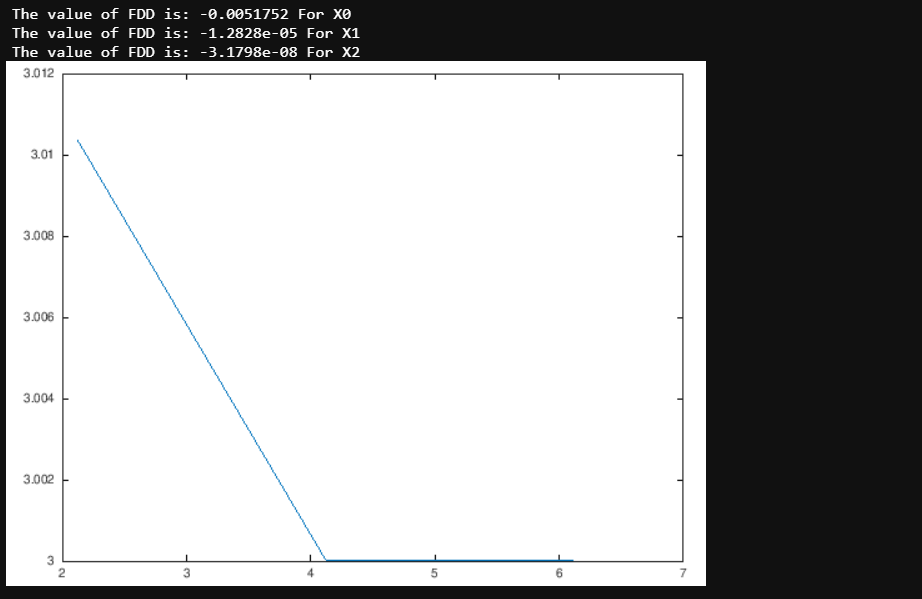 The value of FDD is: -0.0051752 For X0
The value of FDD is: -1.2828e-05 For X1
The value of FDD is: -3.1798e-08 For X2
3.012
3.01
3.008
3.006
3.004
3.002
3
2 3 4 5 6 7